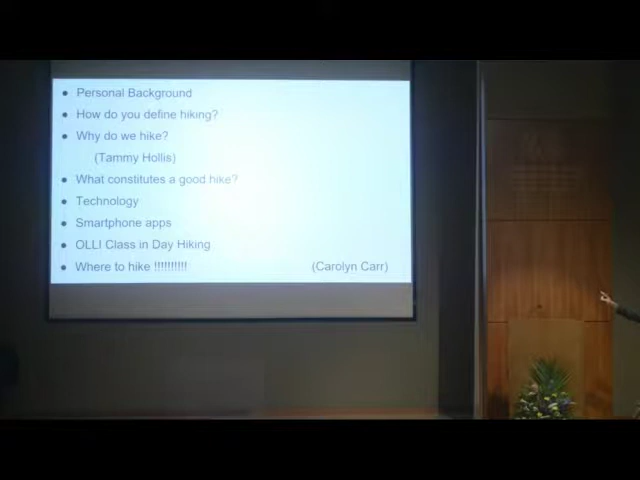 • Personal Background
• How do you define hiking?
• Why do we hike?
(Tammy Hollis)
• What constitutes a good hike?
• Technology
• Smartphone apps
• OLLI Class in Day Hiking
• Where to hike !!!!!!!!!! (Carolyn Carr)